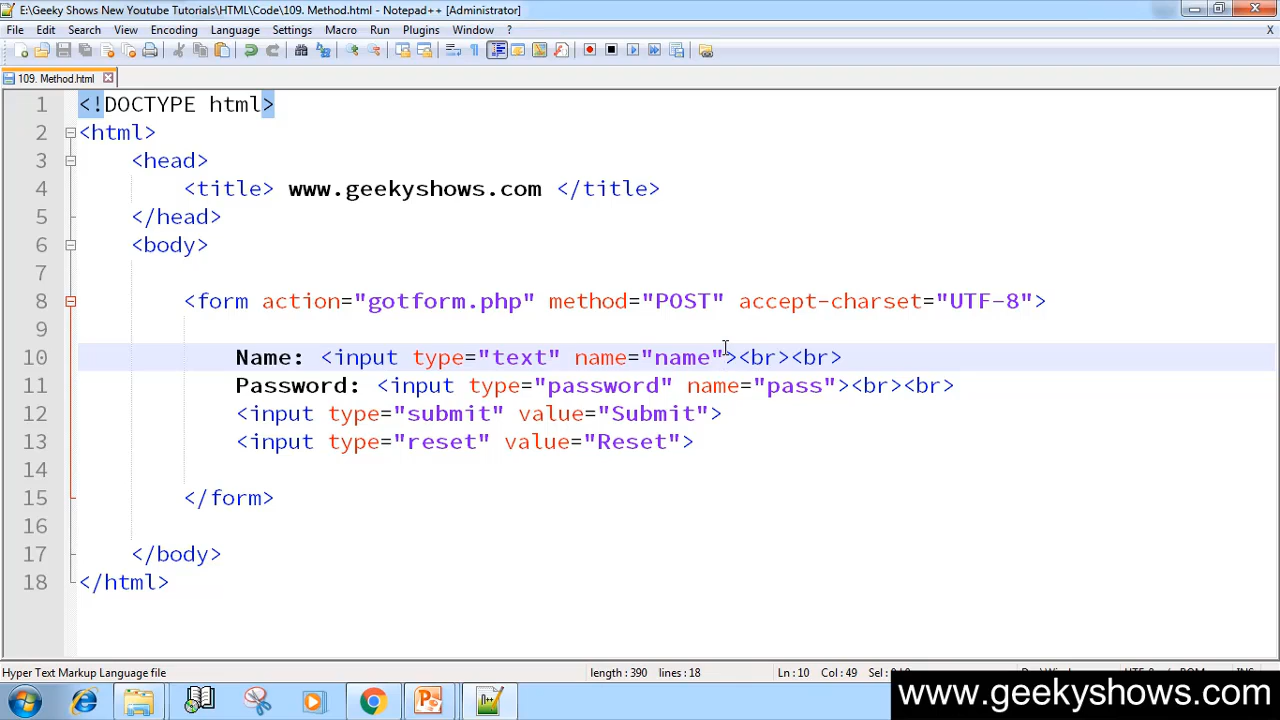 E:\Geeky Shows New Youtube Tutorials\HTML\Code\109. Method.html - Notepad++ [Administrator]
File Edit Search View Encoding Language Settings Macro Run Plugins Window ? X
109. Method.html
1 <!DOCTYPE html>
2 <html>
3 <head>
4 <title> www.geekyshows.com </title>
5 </head>
6 <body>
7
8 <form action="gotform.php" method="POST" accept-charset="UTF-8">
9
10 Name: <input type="text" name="name"><br><br>
11 Password: <input type="password" name="pass"><br><br>
12 <input type="submit" value="Submit">
13 <input type="reset" value="Reset">
14
15 </form>
16
17 </body>
18 </html>
Hyper Text Markup Language file length : 390 lines : 18 Ln : 10 Col : 49
www.geekyshows.com